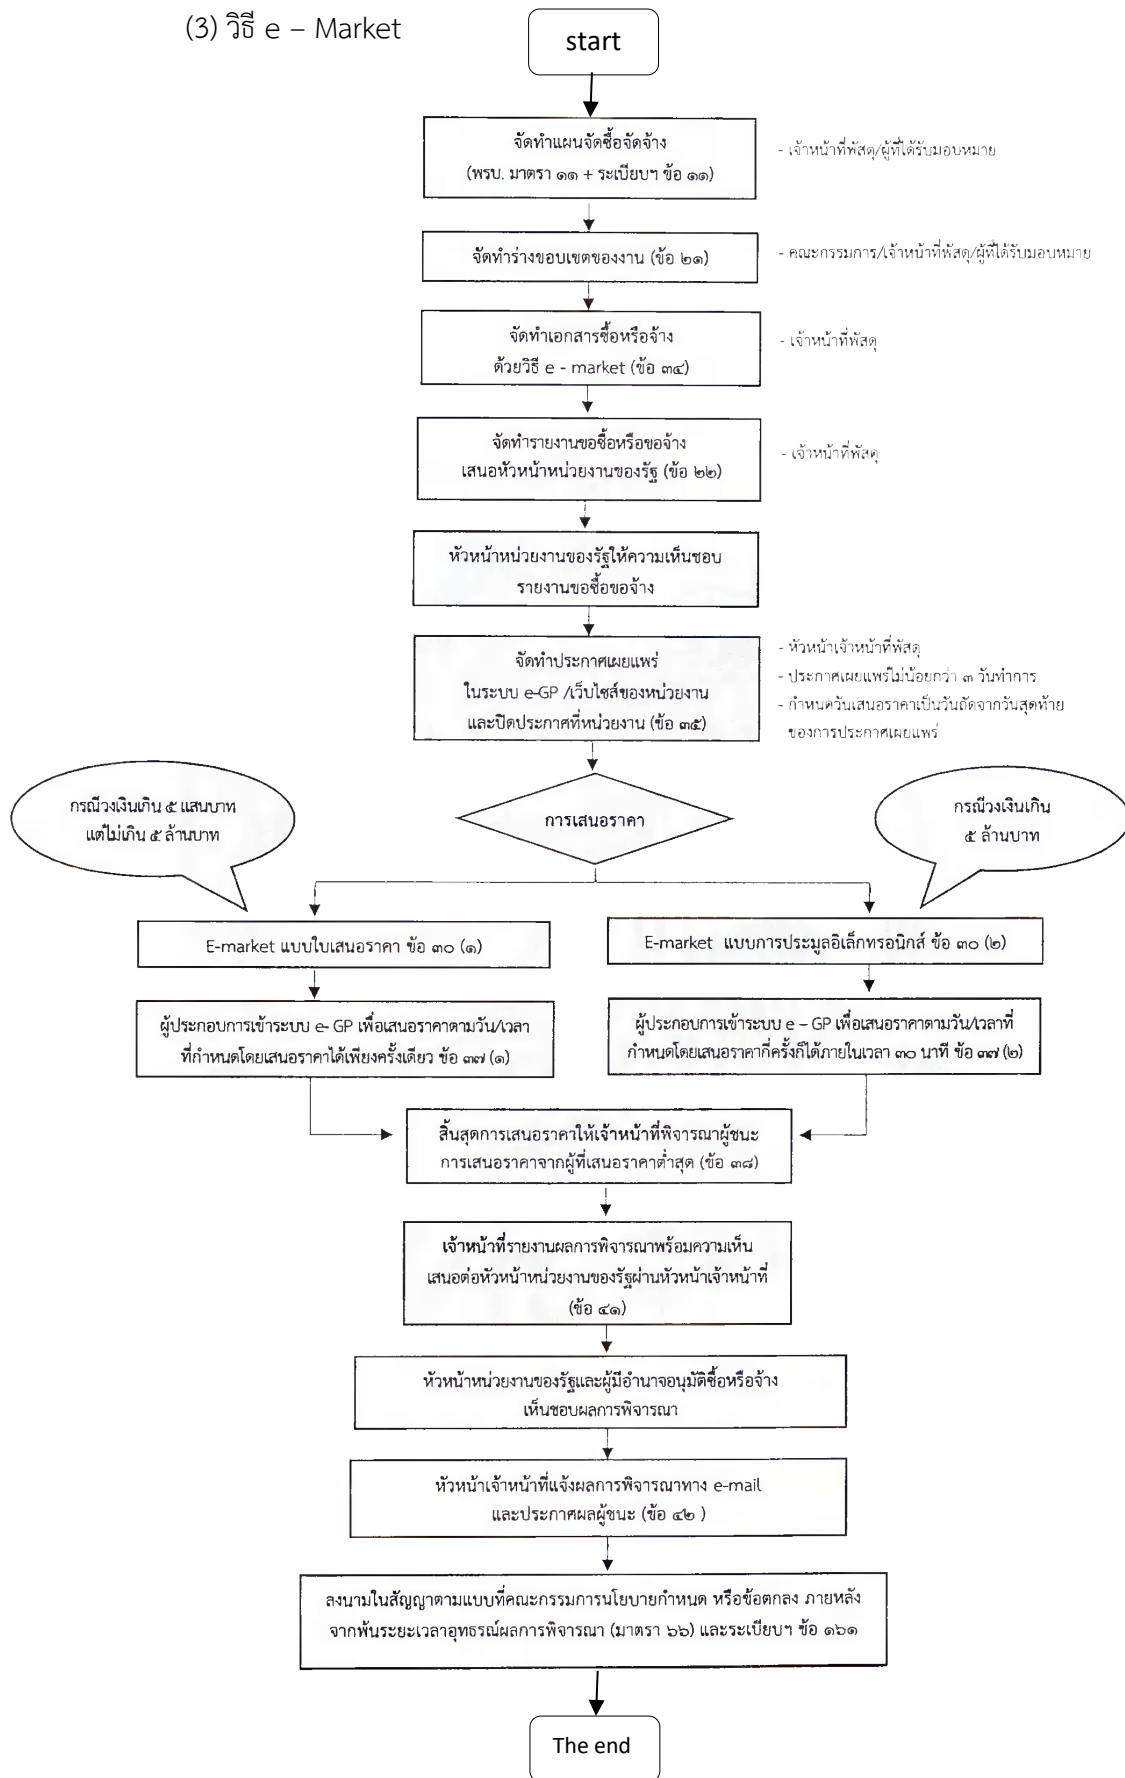 (3) วิธี e – Market
start
จัดทำแผนจัดซื้อจัดจ้าง
(พรบ. มาตรา ๑๑ + ระเบียบฯ ข้อ ๑๑)
- เจ้าหน้าที่พัสดุ/ผู้ที่ได้รับมอบหมาย
จัดทำร่างขอบเขตของงาน (ข้อ ๒๑)
- คณะกรรมการ/เจ้าหน้าที่พัสดุ/ผู้ที่ได้รับมอบหมาย
จัดทำเอกสารซื้อหรือจ้าง
ด้วยวิธี e - market (ข้อ ๓๔)
- เจ้าหน้าที่พัสดุ
จัดทำรายงานขอซื้อหรือขอจ้าง
เสนอหัวหน้าหน่วยงานของรัฐ (ข้อ ๒๒)
- เจ้าหน้าที่พัสดุ
หัวหน้าหน่วยงานของรัฐให้ความเห็นชอบ
รายงานขอซื้อขอจ้าง
จัดทำประกาศเผยแพร่
ในระบบ e-GP /เว็บไซส์ของหน่วยงาน
และปิดประกาศที่หน่วยงาน (ข้อ ๓๕)
- หัวหน้าเจ้าหน้าที่พัสดุ
- ประกาศเผยแพร่ไม่น้อยกว่า ๓ วันทำการ
- กำหนดวันเสนอราคาเป็นวันถัดจากวันสุดท้าย
ของการประกาศเผยแพร่
กรณีวงเงินเกิน ๕ แสนบาท
แต่ไม่เกิน ๕ ล้านบาท
การเสนอราคา
กรณีวงเงินเกิน
๕ ล้านบาท
E-market แบบใบเสนอราคา ข้อ ๓๐ (๑)
E-market แบบการประมูลอิเล็กทรอนิกส์ ข้อ ๓๐ (๒)
ผู้ประกอบการเข้าระบบ e- GP เพื่อเสนอราคาตามวัน/เวลา
ที่กำหนดโดยเสนอราคาได้เพียงครั้งเดียว ข้อ ๓๗ (๑)
ผู้ประกอบการเข้าระบบ e – GP เพื่อเสนอราคาตามวัน/เวลาที่
กำหนดโดยเสนอราคากี่ครั้งก็ได้ภายในเวลา ๓๐ นาที ข้อ ๓๗ (๒)
สิ้นสุดการเสนอราคาให้เจ้าหน้าที่พิจารณาผู้ชนะ
การเสนอราคาจากผู้ที่เสนอราคาต่ำสุด (ข้อ ๓๘)
เจ้าหน้าที่รายงานผลการพิจารณาพร้อมความเห็น
เสนอต่อหัวหน้าหน่วยงานของรัฐผ่านหัวหน้าเจ้าหน้าที่
(ข้อ ๔๑)
หัวหน้าหน่วยงานของรัฐและผู้มีอำนาจอนุมัติซื้อหรือจ้าง
เห็นชอบผลการพิจารณา
หัวหน้าเจ้าหน้าที่แจ้งผลการพิจารณาทาง e-mail
และประกาศผลผู้ชนะ (ข้อ ๔๒ )
ลงนามในสัญญาตามแบบที่คณะกรรมการนโยบายกำหนด หรือข้อตกลง ภายหลัง
จากพ้นระยะเวลาอุทธรณ์ผลการพิจารณา (มาตรา ๖๖) และระเบียบฯ ข้อ ๑๖๑
The end